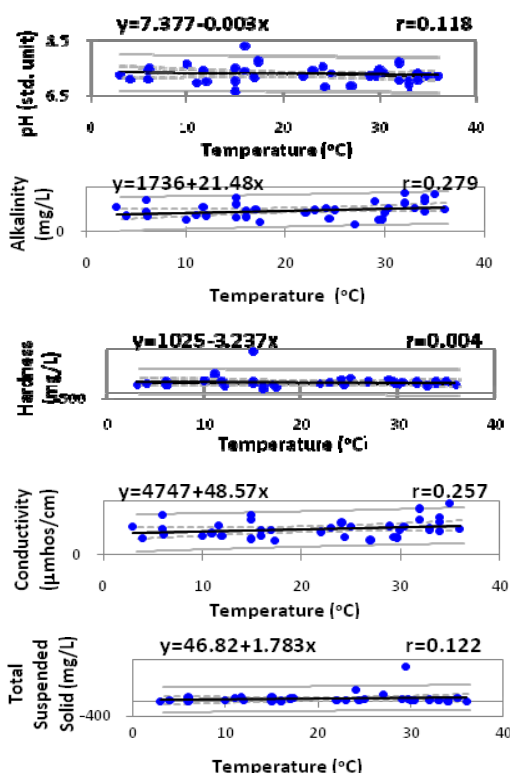 y=7.377-0.003x r=0.118
8.5
6.5
pH (std. unit)
0 10 20 30 40
Temperature (°C)
y=1736+21.48x r=0.279
Alkalinity (mg/L)
0
0 10 20 30 40
Temperature (°C)
y=1025-3.237x r=0.004
Hardness (mg/L)
0 10 20 30 40
Temperature (°C)
y=4747+48.57x r=0.257
Conductivity (µmhos/cm)
0
0 10 20 30 40
Temperature (°C)
y=46.82+1.783x r=0.122
Total Suspended Solid (mg/L)
-400
0 10 20 30 40
Temperature (°C)